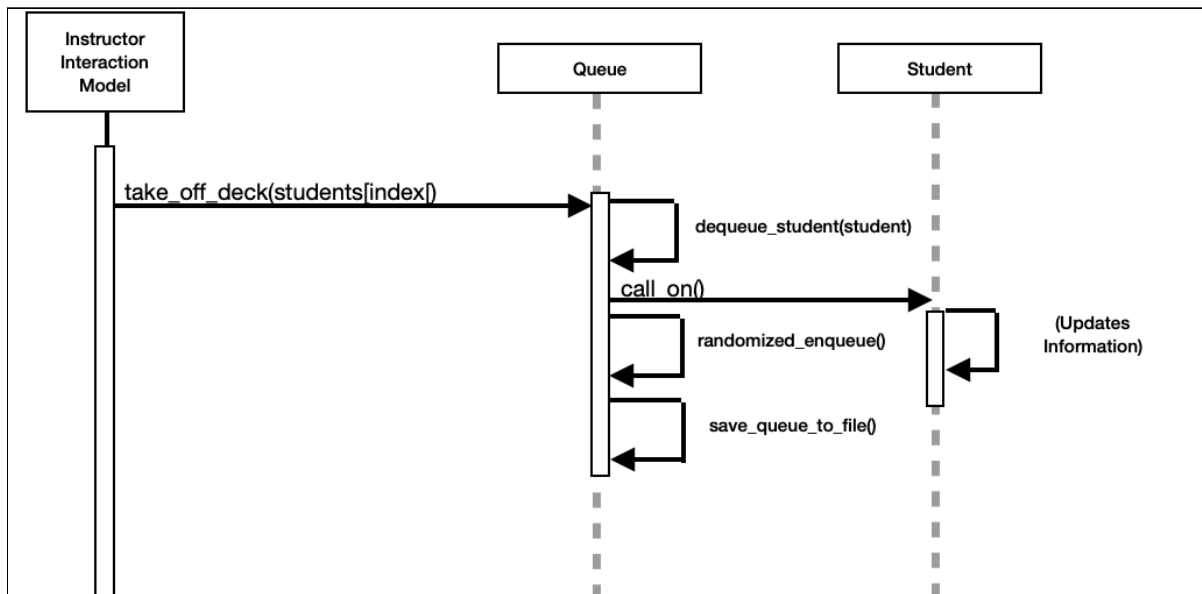 Instructor
Interaction
Model
Queue
Student
take_off_deck(students[index[)
dequeue_student(student)
call_on()
randomized_enqueue()
(Updates
Information)
save_queue_to_file()